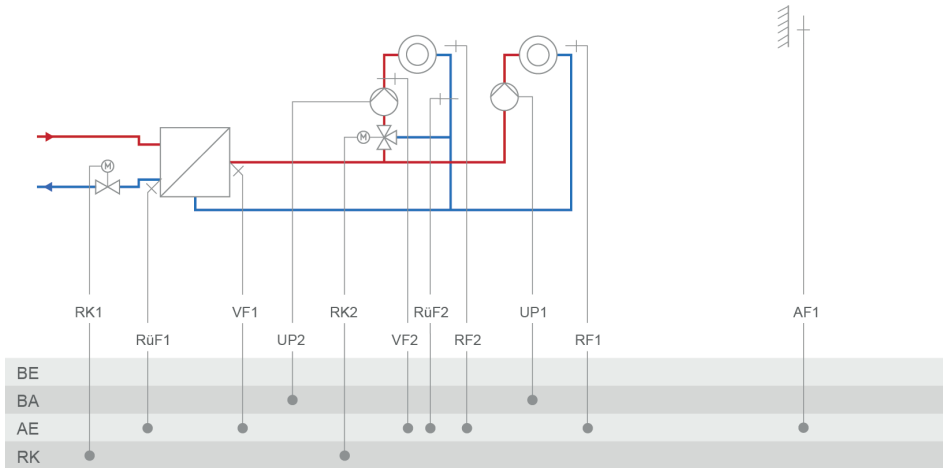 M
M
RK1 VF1 RK2 RüF2 UP1 AF1
RüF1 UP2 VF2 RF2 RF1
BE
BA
AE
RK